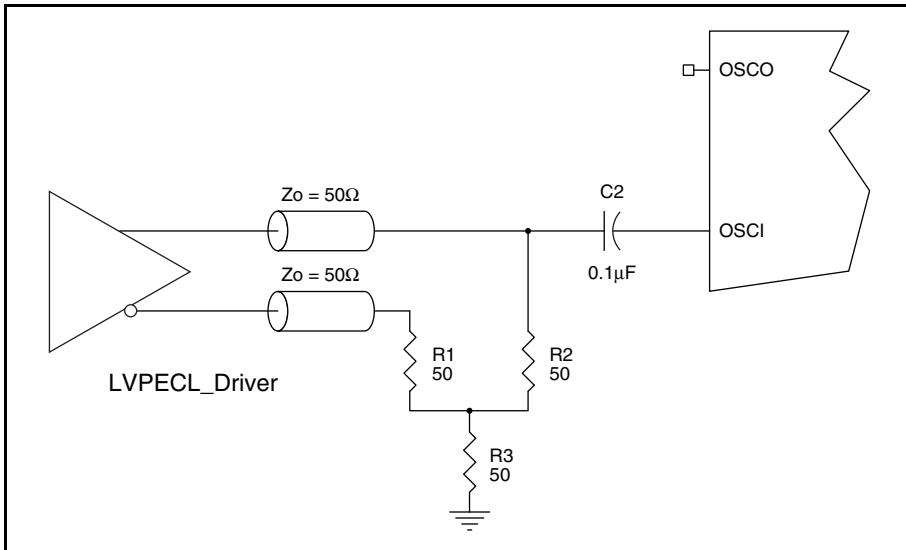 OSCO
Zo = 50Ω
C2
OSCI
0.1µF
Zo = 50Ω
LVPECL_Driver
R1
50
R2
50
R3
50